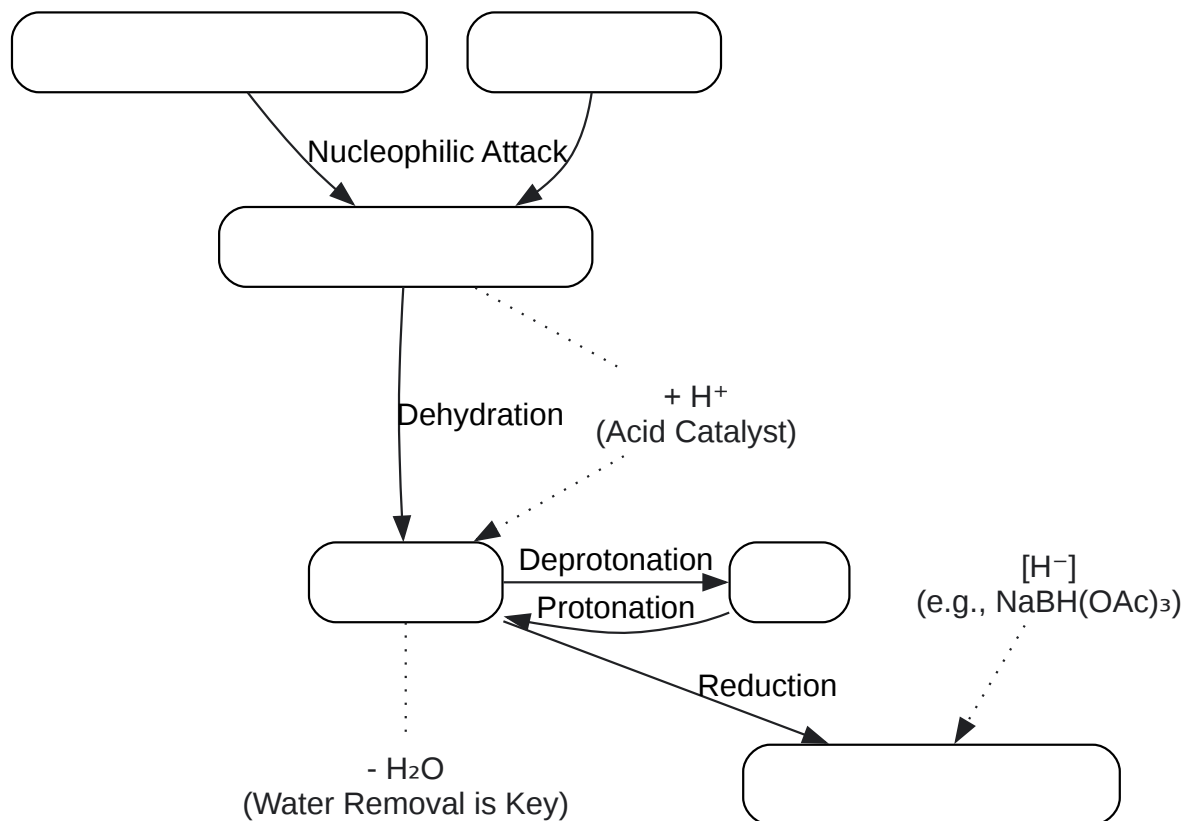 Nucleophilic Attack
+ H⁺
(Acid Catalyst)
Dehydration
Deprotonation
Protonation
[H⁻]
(e.g., NaBH(OAc)₃)
Reduction
- H₂O
(Water Removal is Key)